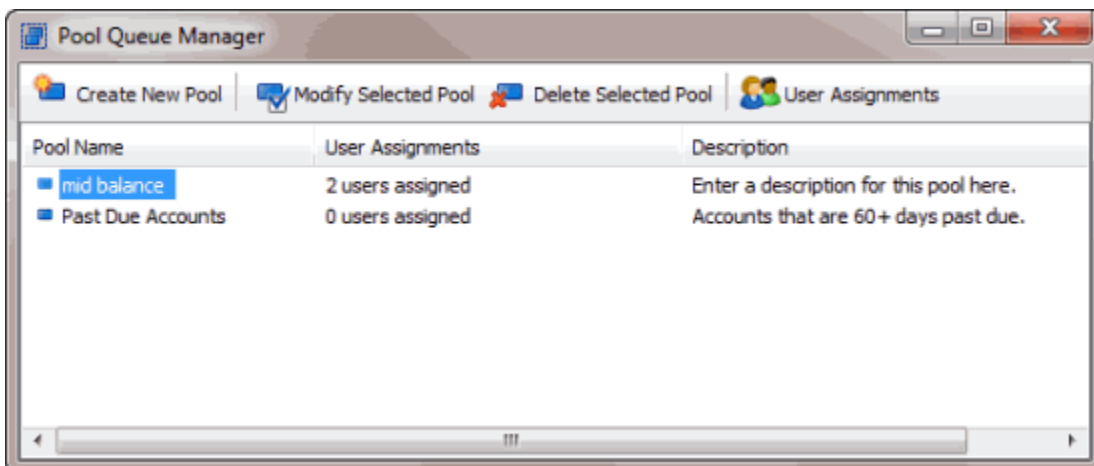 Pool Queue Manager
Create New Pool Modify Selected Pool Delete Selected Pool User Assignments
Pool Name User Assignments Description
mid balance 2 users assigned Enter a description for this pool here.
Past Due Accounts 0 users assigned Accounts that are 60+ days past due.